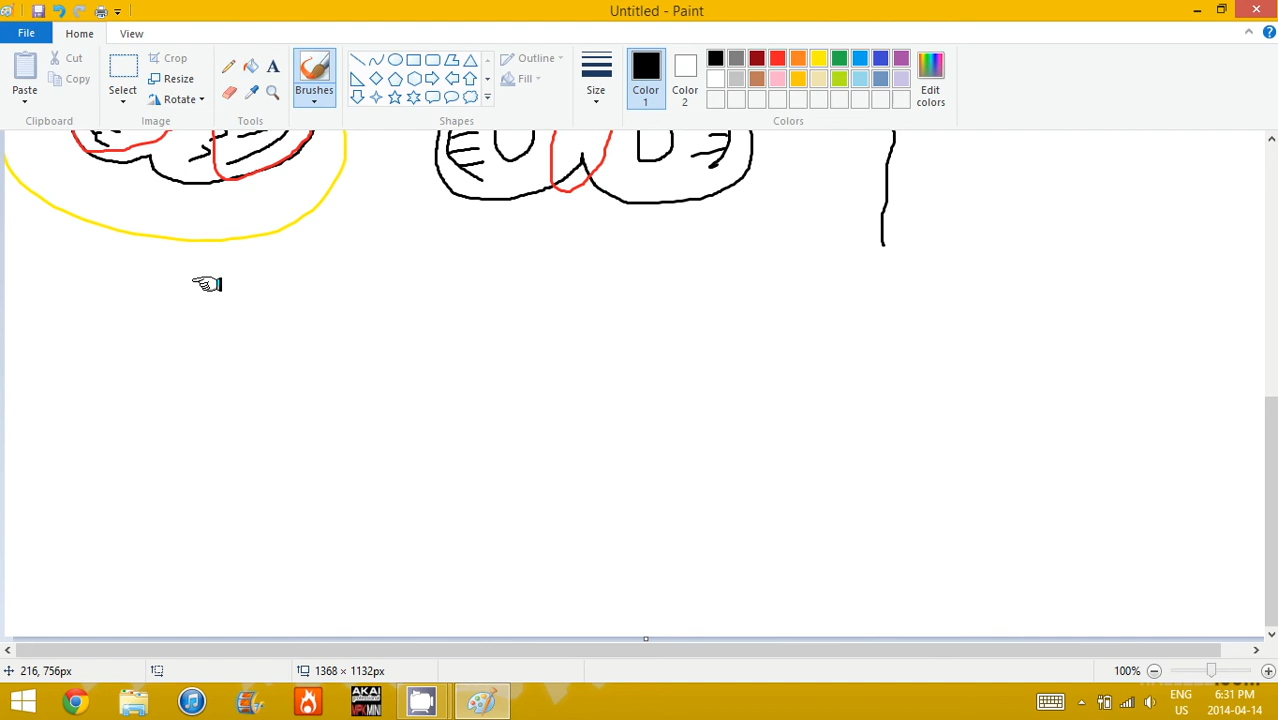 Untitled - Paint
File Home View
Paste
Cut
Copy
Clipboard
Select
Crop
Resize
Rotate
Image
Tools
Brushes
Shapes
Outline
Fill
Size
Color 1
Color 2
Edit colors
Colors
216, 756px
1368 × 1132px
100%
AKAI
ENG
US
6:31 PM
2014-04-14